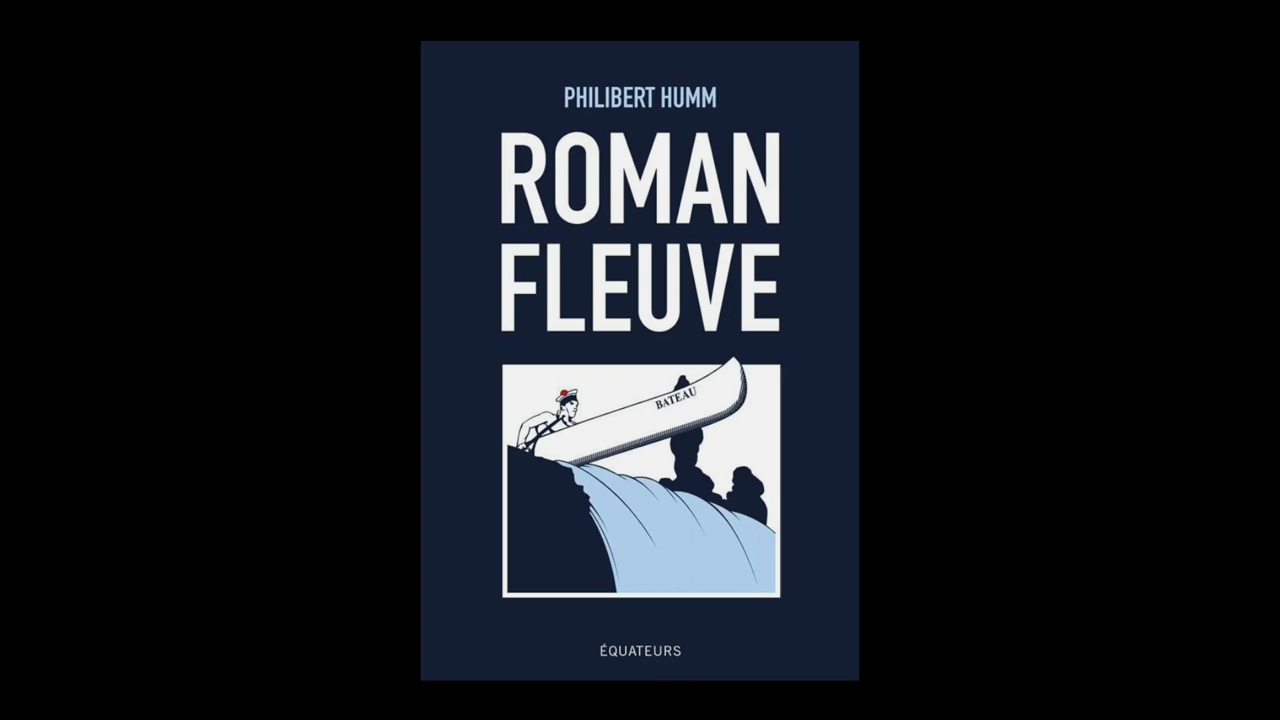 PHILIBERT HUMM
ROMAN
FLEUVE
BATEAU
ÉQUATEURS